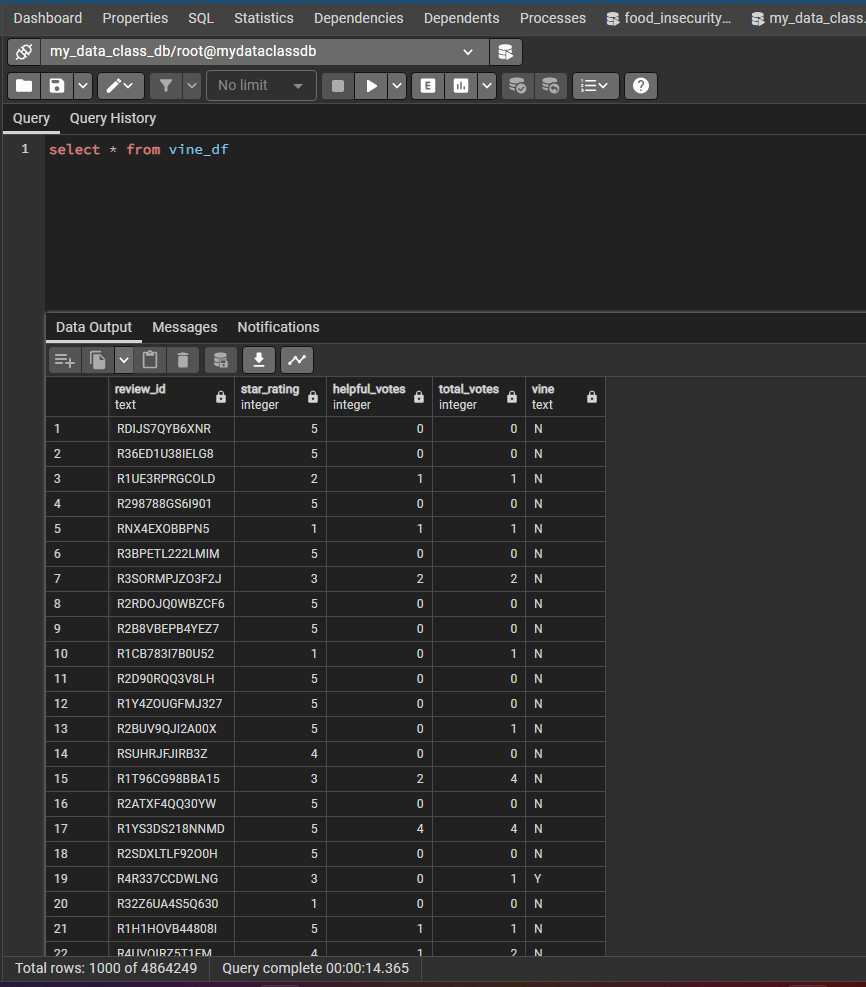 Dashboard Properties SQL Statistics Dependencies Dependents Processes food_insecurity... my_data_class.
my_data_class_db/root@mydataclassdb
No limit E ?
Query Query History
1 select * from vine_df
Data Output Messages Notifications
review_id star_rating helpful_votes total_votes vine
text integer integer integer text
1 RDIJS7QYB6XNR 5 0 0 N
2 R36ED1U38IELG8 5 0 0 N
3 R1UE3RPRGCOLD 2 1 1 N
4 R298788GS6I901 5 0 0 N
5 RNX4EXOBBPN5 1 1 1 N
6 R3BPETL222LMIM 5 0 0 N
7 R3SORMPJZO3F2J 3 2 2 N
8 R2RDOJQ0WBZCF6 5 0 0 N
9 R2B8VBEPB4YEZ7 5 0 0 N
10 R1CB783I7B0U52 1 0 1 N
11 R2D90RQQ3V8LH 5 0 0 N
12 R1Y4ZOUGFMJ327 5 0 0 N
13 R2BUV9QJI2A00X 5 0 1 N
14 RSUHRJFJIRB3Z 4 0 0 N
15 R1T96CG98BBA15 3 2 4 N
16 R2ATXF4QQ30YW 5 0 0 N
17 R1YS3DS218NNMD 5 4 4 N
18 R2SDXLTLF92O0H 5 0 0 N
19 R4R337CCDWLNG 3 0 1 Y
20 R32Z6UA4S5Q630 1 0 0 N
21 R1H1HOVB44808I 5 1 1 N
22 R4UVQIRZ5T1FM 4 1 2 N
Total rows: 1000 of 4864249 Query complete 00:00:14.365